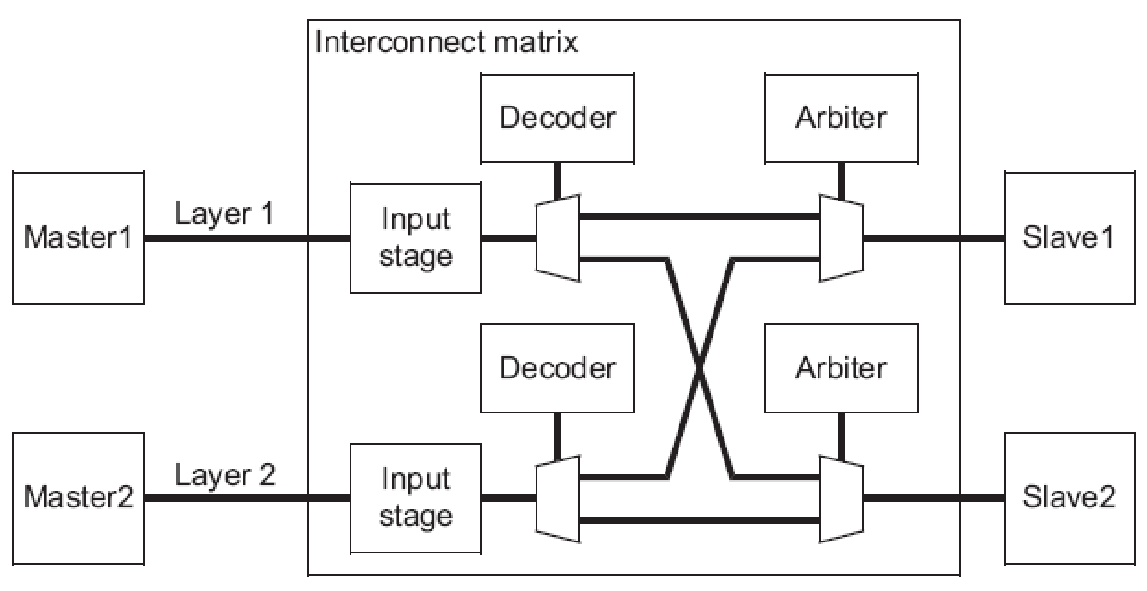 Interconnect matrix
Decoder
Arbiter
Master1
Layer 1
Input
stage
Slave1
Decoder
Arbiter
Master2
Layer 2
Input
stage
Slave2